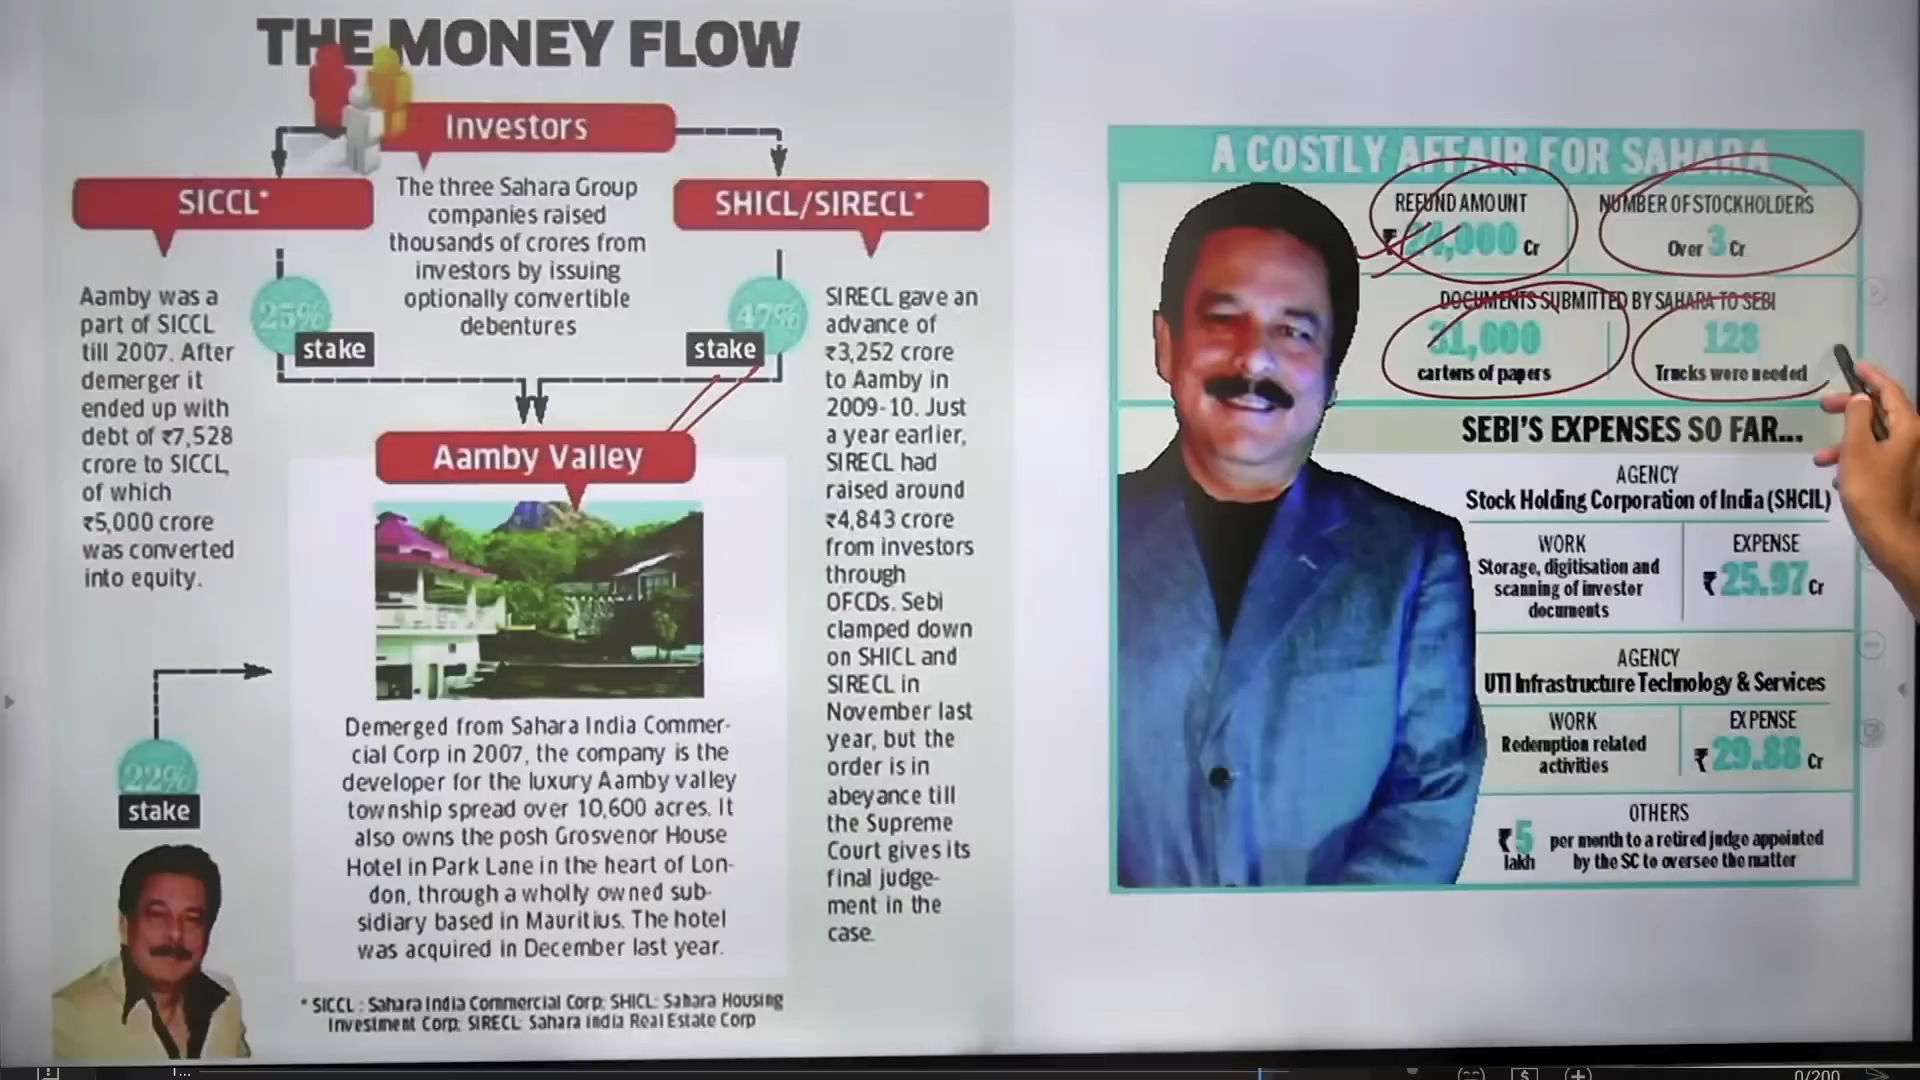 THE MONEY FLOW
Investors
SICCL*
The three Sahara Group
companies raised
thousands of crores from
investors by issuing
optionally convertible
debentures
SHICL/SIRECL*
Aamby was a
part of SICCL
till 2007. After
demerger it
ended up with
debt of ₹7,528
crore to SICCL,
of which
₹5,000 crore
was converted
into equity.
25%
stake
47%
stake
SIRECL gave an
advance of
₹3,252 crore
to Aamby in
2009-10. Just
a year earlier,
SIRECL had
raised around
₹4,843 crore
from investors
through
OFCDs. Sebi
clamped down
on SHICL and
SIRECL in
November last
year, but the
order is in
abeyance till
the Supreme
Court gives its
final judge-
ment in the
case.
Aamby Valley
Demerged from Sahara India Commer-
cial Corp in 2007, the company is the
developer for the luxury Aamby valley
township spread over 10,600 acres. It
also owns the posh Grosvenor House
Hotel in Park Lane in the heart of Lon-
don, through a wholly owned sub-
sidiary based in Mauritius. The hotel
was acquired in December last year.
22%
stake
* SICCL : Sahara India Commercial Corp; SHICL: Sahara Housing
Investment Corp; SIRECL: Sahara India Real Estate Corp
A COSTLY AFFAIR FOR SAHARA
REFUND AMOUNT
₹ 24,000 Cr
NUMBER OF STOCKHOLDERS
Over 3 Cr
DOCUMENTS SUBMITTED BY SAHARA TO SEBI
31,000
cartons of papers
128
Trucks were needed
SEBI'S EXPENSES SO FAR...
AGENCY
Stock Holding Corporation of India (SHCIL)
WORK
Storage, digitisation and
scanning of investor
documents
EXPENSE
₹ 25.97 Cr
AGENCY
UTI Infrastructure Technology & Services
WORK
Redemption related
activities
EXPENSE
₹ 29.88 Cr
OTHERS
₹ 5
lakh
per month to a retired judge appointed
by the SC to oversee the matter
0/200